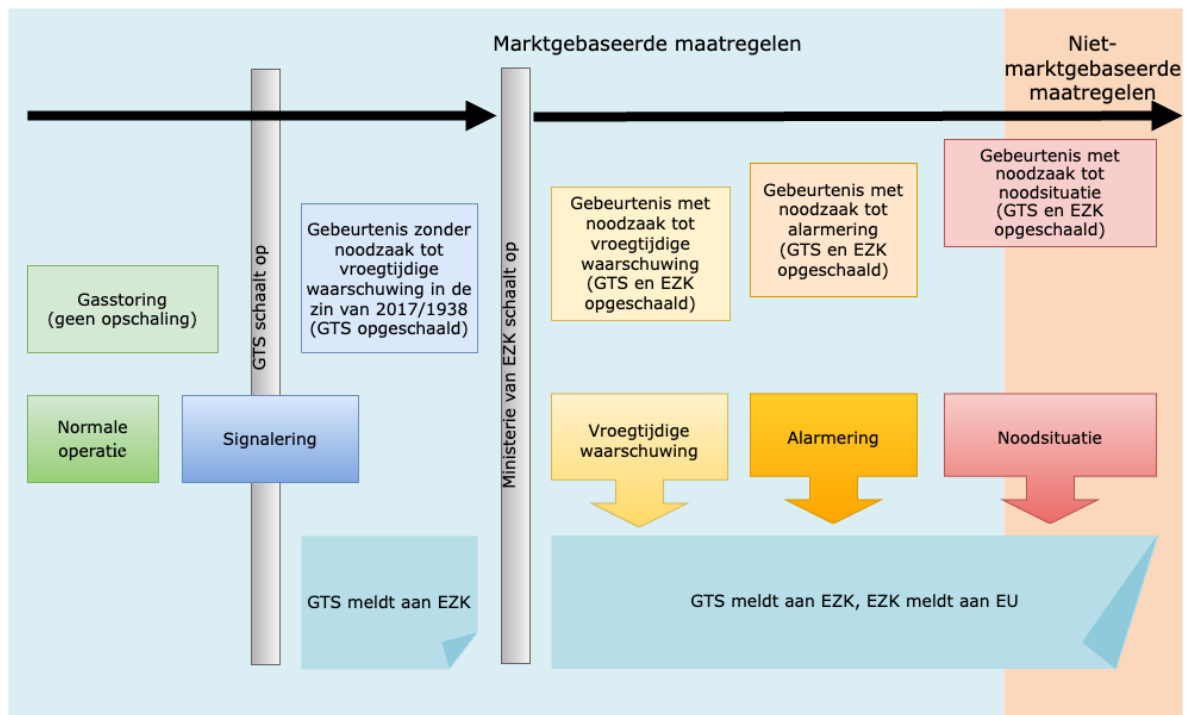 Marktgebaseerde maatregelen
Niet-
marktgebaseerde
maatregelen
Gasstoring
(geen opschaling)
GTS schaalt op
Gebeurtenis zonder
noodzaak tot
vroegtijdige
waarschuwing in de
zin van 2017/1938
(GTS opgeschaald)
Ministerie van EZK schaalt op
Gebeurtenis met
noodzaak tot
vroegtijdige
waarschuwing
(GTS en EZK
opgeschaald)
Gebeurtenis met
noodzaak tot
alarmering
(GTS en EZK
opgeschaald)
Gebeurtenis met
noodzaak tot
noodsituatie
(GTS en EZK
opgeschaald)
Normale
operatie
Signalering
Vroegtijdige
waarschuwing
Alarmering
Noodsituatie
GTS meldt aan EZK
GTS meldt aan EZK, EZK meldt aan EU